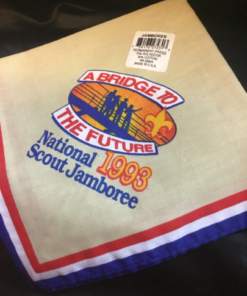 JAMBOREE
A BRIDGE TO
THE FUTURE
National 1993
Scout Jamboree